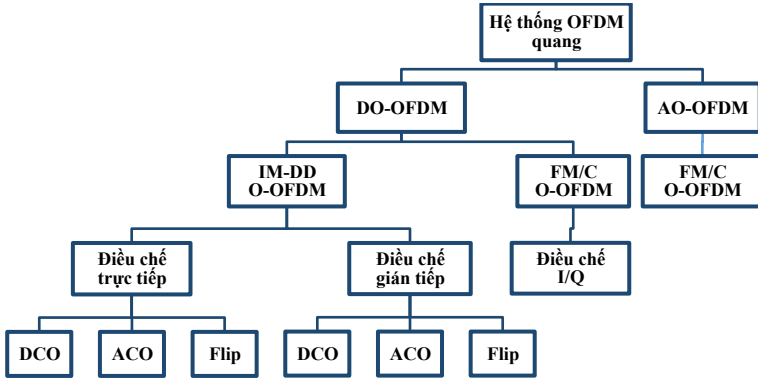 Hệ thống OFDM
quang
DO-OFDM
AO-OFDM
IM-DD
O-OFDM
FM/C
O-OFDM
FM/C
O-OFDM
Điều chế
trực tiếp
Điều chế
gián tiếp
Điều chế
I/Q
DCO
ACO
Flip
DCO
ACO
Flip